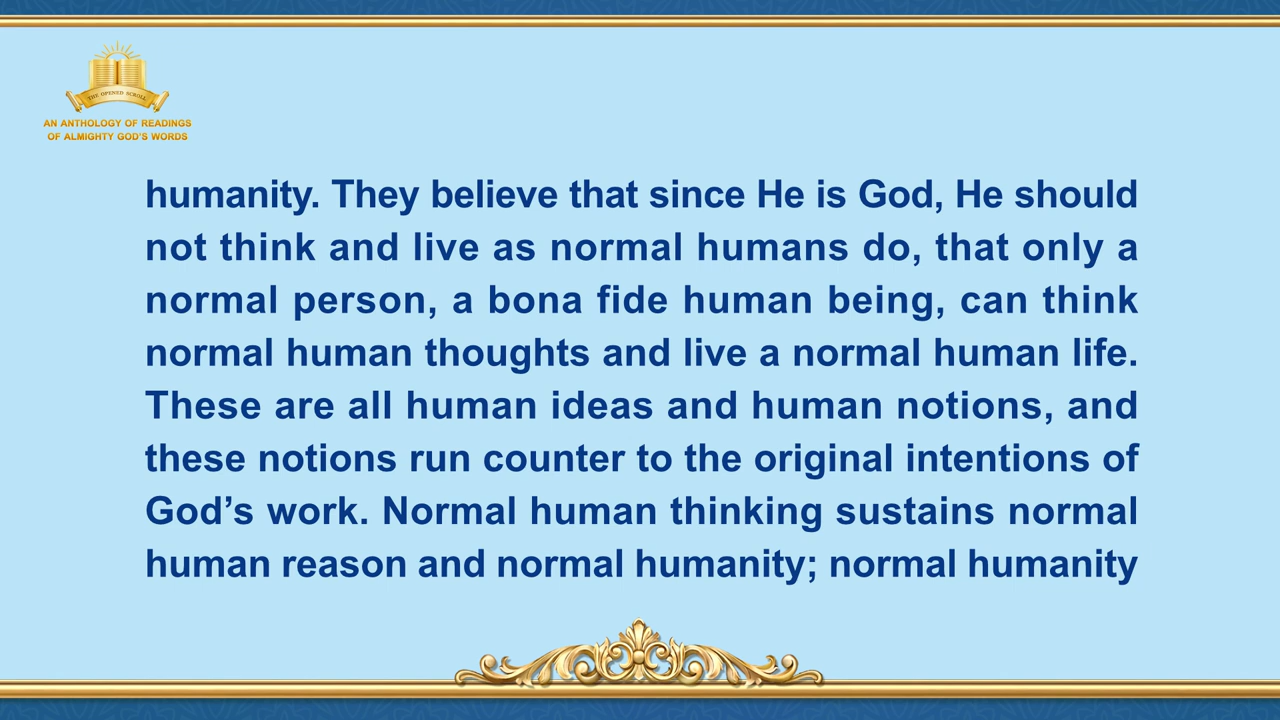 THE OPENED SCROLL
AN ANTHOLOGY OF READINGS
OF ALMIGHTY GOD'S WORDS
humanity. They believe that since He is God, He should
not think and live as normal humans do, that only a
normal person, a bona fide human being, can think
normal human thoughts and live a normal human life.
These are all human ideas and human notions, and
these notions run counter to the original intentions of
God’s work. Normal human thinking sustains normal
human reason and normal humanity; normal humanity